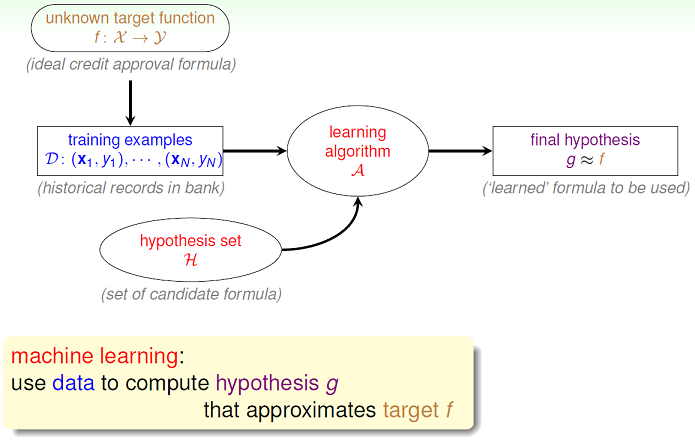 unknown target function
f: 𝒳 → 𝒴
(ideal credit approval formula)
training examples
𝒟: (x₁, y₁), ⋯ , (x_N, y_N)
(historical records in bank)
learning
algorithm
𝒜
final hypothesis
g ≈ f
(‘learned’ formula to be used)
hypothesis set
ℋ
(set of candidate formula)
machine learning:
use data to compute hypothesis g
that approximates target f